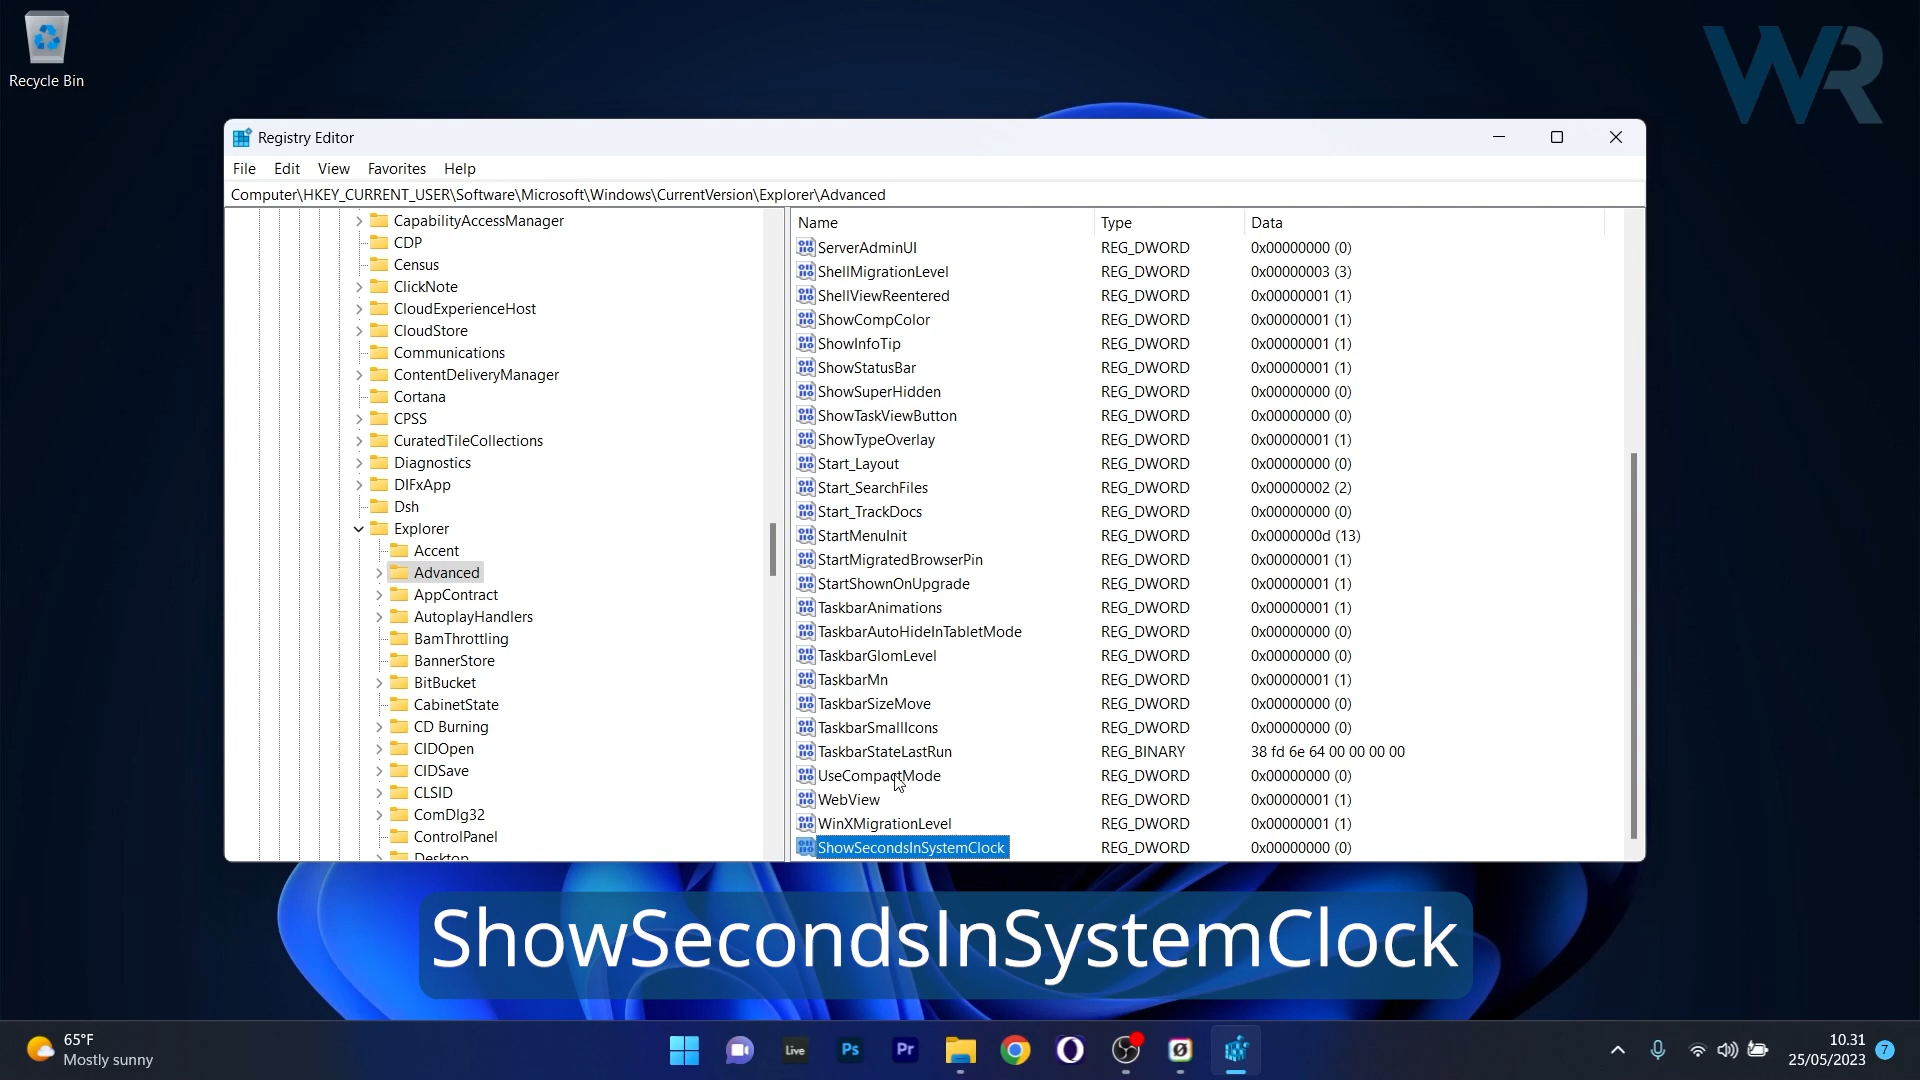 Recycle Bin
WR
Registry Editor
File Edit View Favorites Help
Computer\HKEY_CURRENT_USER\Software\Microsoft\Windows\CurrentVersion\Explorer\Advanced
CapabilityAccessManager
CDP
Census
ClickNote
CloudExperienceHost
CloudStore
Communications
ContentDeliveryManager
Cortana
CPSS
CuratedTileCollections
Diagnostics
DIFxApp
Dsh
Explorer
Accent
Advanced
AppContract
AutoplayHandlers
BamThrottling
BannerStore
BitBucket
CabinetState
CD Burning
CIDOpen
CIDSave
CLSID
ComDlg32
ControlPanel
Desktop
Name Type Data
ServerAdminUI REG_DWORD 0x00000000 (0)
ShellMigrationLevel REG_DWORD 0x00000003 (3)
ShellViewReentered REG_DWORD 0x00000001 (1)
ShowCompColor REG_DWORD 0x00000001 (1)
ShowInfoTip REG_DWORD 0x00000001 (1)
ShowStatusBar REG_DWORD 0x00000001 (1)
ShowSuperHidden REG_DWORD 0x00000000 (0)
ShowTaskViewButton REG_DWORD 0x00000000 (0)
ShowTypeOverlay REG_DWORD 0x00000001 (1)
Start_Layout REG_DWORD 0x00000000 (0)
Start_SearchFiles REG_DWORD 0x00000002 (2)
Start_TrackDocs REG_DWORD 0x00000000 (0)
StartMenuInit REG_DWORD 0x0000000d (13)
StartMigratedBrowserPin REG_DWORD 0x00000001 (1)
StartShownOnUpgrade REG_DWORD 0x00000001 (1)
TaskbarAnimations REG_DWORD 0x00000001 (1)
TaskbarAutoHideInTabletMode REG_DWORD 0x00000000 (0)
TaskbarGlomLevel REG_DWORD 0x00000000 (0)
TaskbarMn REG_DWORD 0x00000001 (1)
TaskbarSizeMove REG_DWORD 0x00000000 (0)
TaskbarSmallIcons REG_DWORD 0x00000000 (0)
TaskbarStateLastRun REG_BINARY 38 fd 6e 64 00 00 00 00
UseCompactMode REG_DWORD 0x00000000 (0)
WebView REG_DWORD 0x00000001 (1)
WinXMigrationLevel REG_DWORD 0x00000001 (1)
ShowSecondsInSystemClock REG_DWORD 0x00000000 (0)
ShowSecondsInSystemClock
65°F
Mostly sunny
Live Ps Pr
10.31
25/05/2023 7